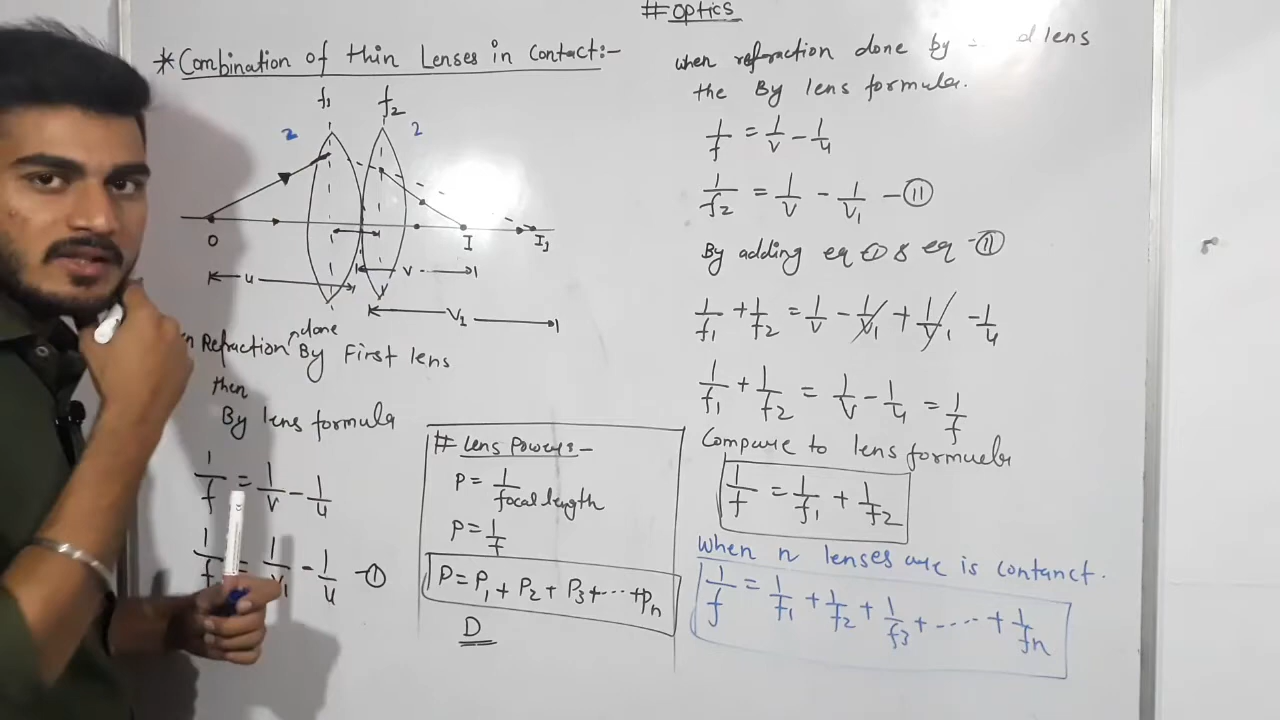 # Optics
* Combination of thin Lenses in Contact:-
f₁ f₂
2 2
O I I₁
u
v
V₁
n Refraction done By First lens
then
By lens formula
1/f = 1/v - 1/u
1/f = 1/v₁ - 1/u -①
# Lens Power:-
P = 1/focal length
P = 1/f
P = P₁ + P₂ + P₃ + ... + Pn
D
when refraction done by d lens
the By lens formula.
1/f = 1/v - 1/u
1/f₂ = 1/v - 1/v₁ -⑪
By adding eq ① & eq -⑪
1/f₁ + 1/f₂ = 1/v - 1/v₁ + 1/v₁ - 1/u
1/f₁ + 1/f₂ = 1/v - 1/u = 1/f
Compare to lens formuela
1/f = 1/f₁ + 1/f₂
When n lenses are is contanct.
1/f = 1/f₁ + 1/f₂ + 1/f₃ + ---- + 1/fn